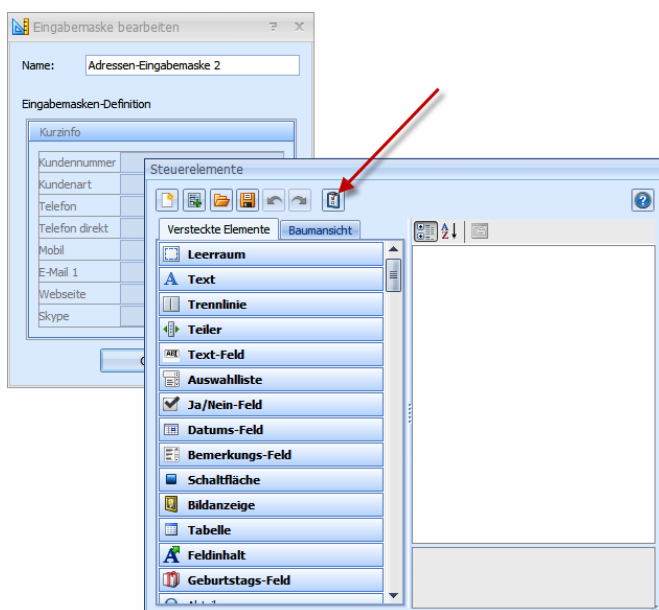 Eingabemaske bearbeiten
Name: Adressen-Eingabemaske 2
Eingabemasken-Definition
Kurzinfo
Kundennummer
Kundenart
Telefon
Telefon direkt
Mobil
E-Mail 1
Webseite
Skype
Steuerelemente
Versteckte Elemente Baumansicht
Leerraum
Text
Trennlinie
Teiler
Text-Feld
Auswahlliste
Ja/Nein-Feld
Datums-Feld
Bemerkungs-Feld
Schaltfläche
Bildanzeige
Tabelle
Feldinhalt
Geburtstags-Feld